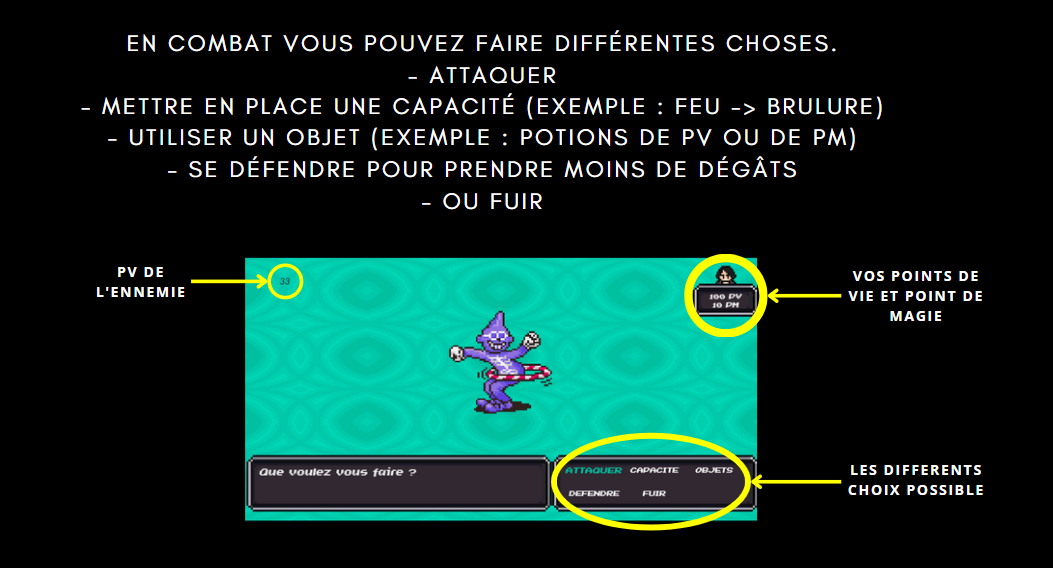 EN COMBAT VOUS POUVEZ FAIRE DIFFÉRENTES CHOSES.
- ATTAQUER
- METTRE EN PLACE UNE CAPACITÉ (EXEMPLE : FEU -> BRULURE)
- UTILISER UN OBJET (EXEMPLE : POTIONS DE PV OU DE PM)
- SE DÉFENDRE POUR PRENDRE MOINS DE DÉGÂTS
- OU FUIR
PV DE
L'ENNEMIE
33
100 PV
10 PM
VOS POINTS DE
VIE ET POINT DE
MAGIE
Que voulez vous faire ?
ATTAQUER CAPACITE OBJETS
DEFENDRE FUIR
LES DIFFERENTS
CHOIX POSSIBLE